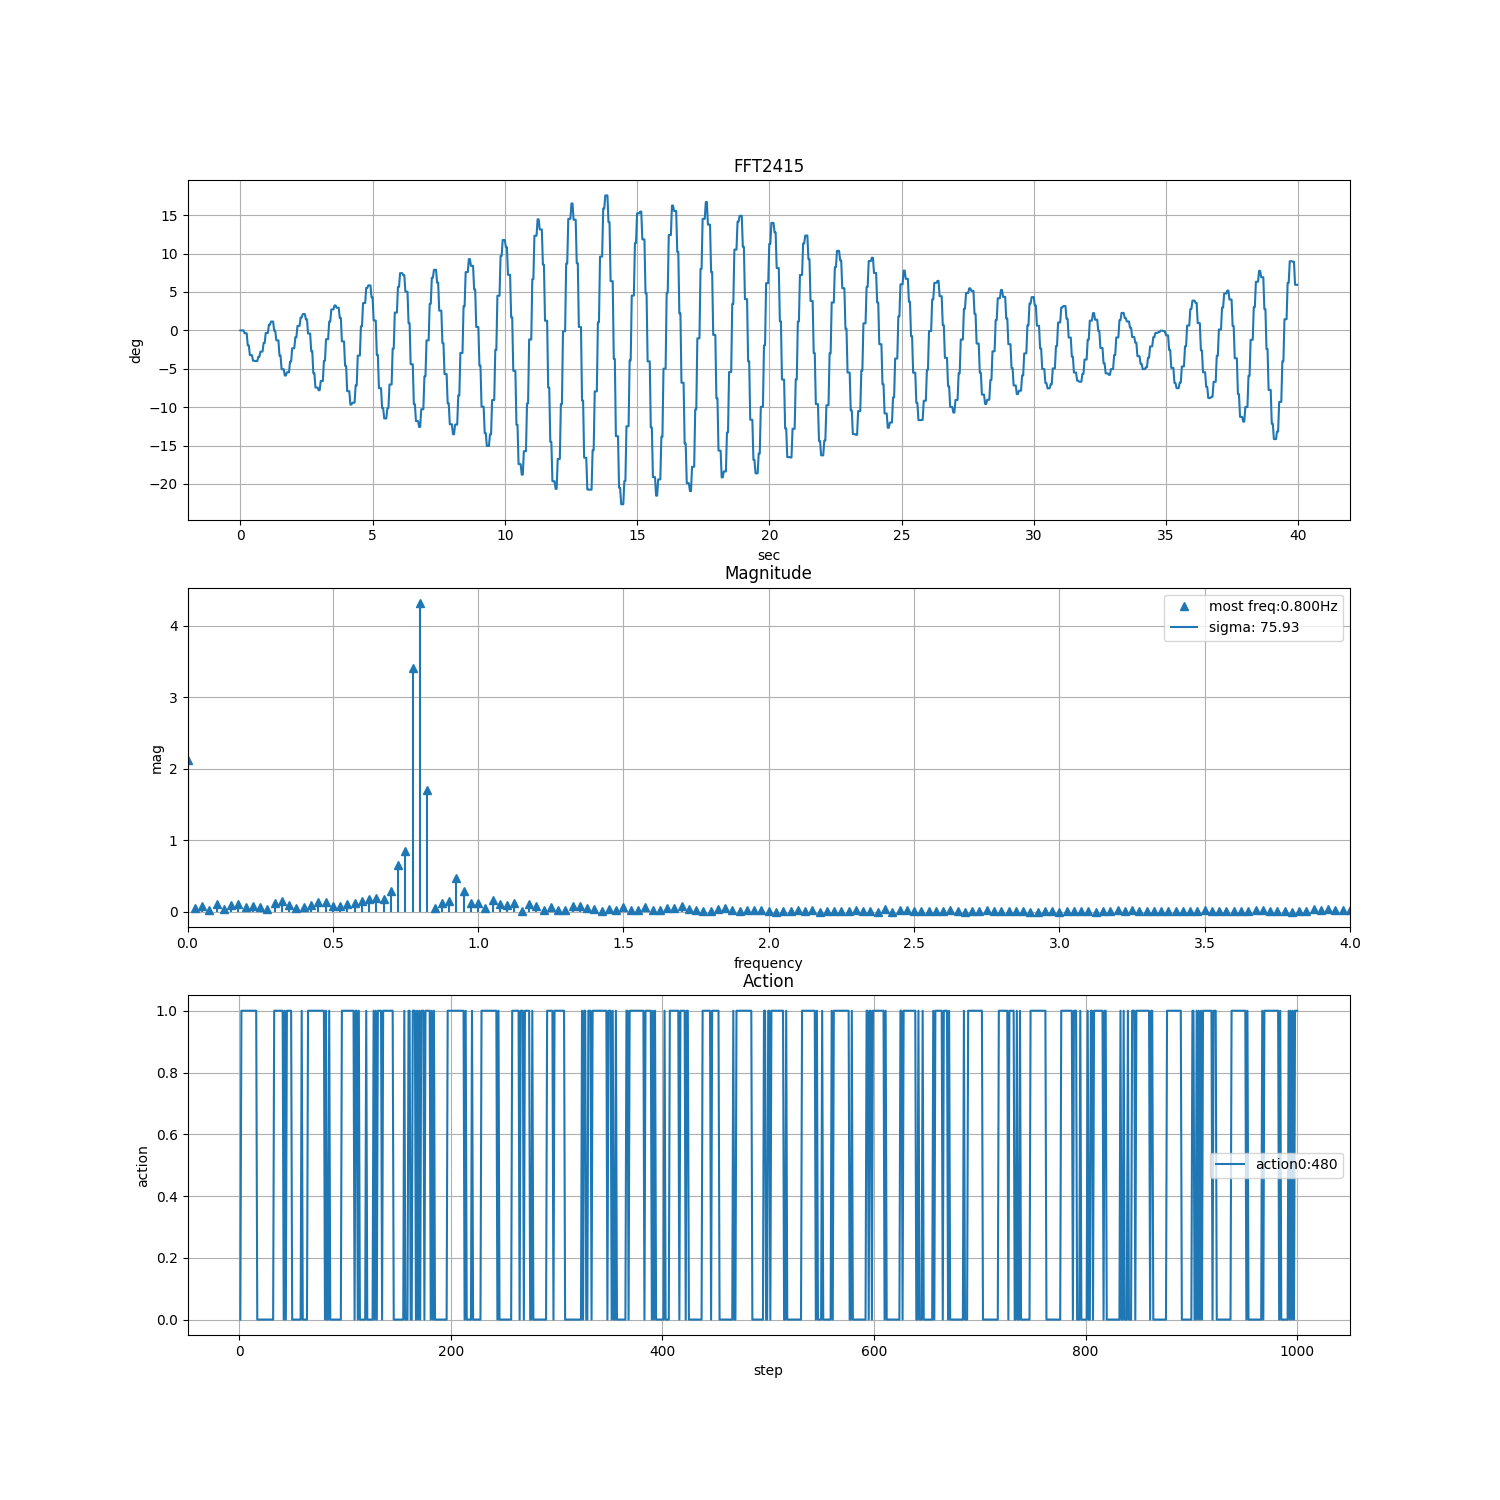 FFT2415
15
10
5
0
−5
−10
−15
−20
deg
0 5 10 15 20 25 30 35 40
sec
Magnitude
most freq:0.800Hz
sigma: 75.93
4
3
2
1
0
mag
0.0 0.5 1.0 1.5 2.0 2.5 3.0 3.5 4.0
frequency
Action
1.0
0.8
0.6
0.4
0.2
0.0
action
action0:480
0 200 400 600 800 1000
step